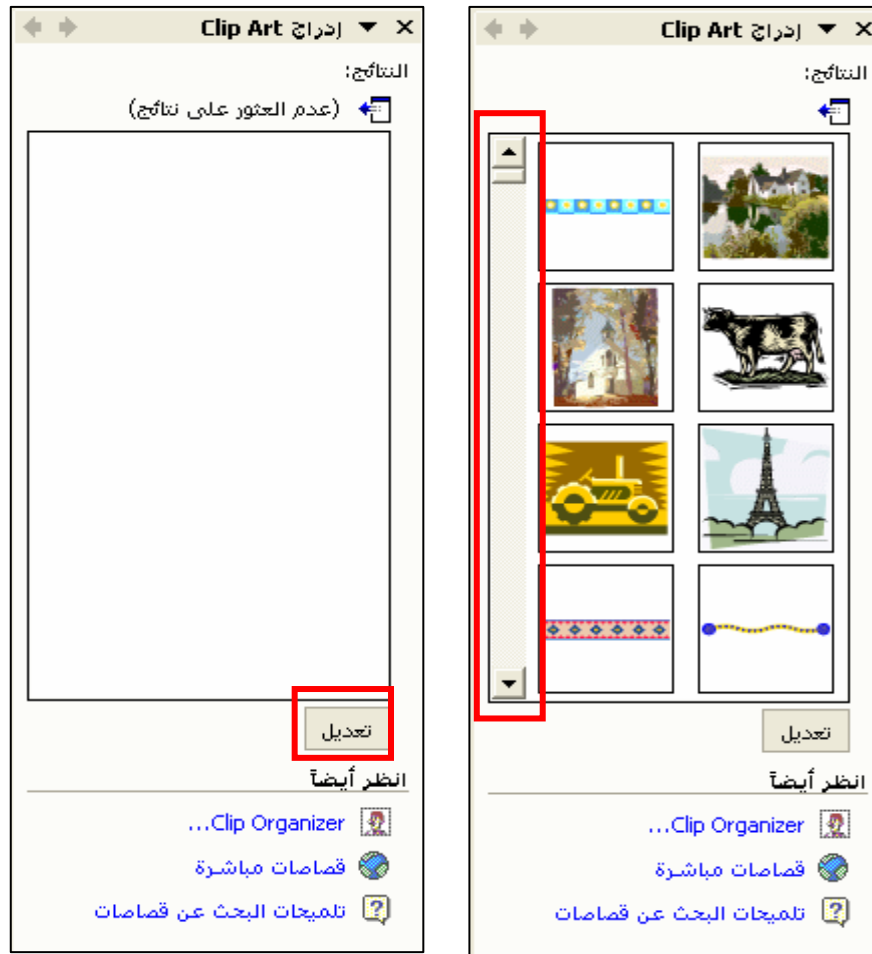 إدراج Clip Art
النتائج:
إدراج Clip Art
النتائج:
(عدم العثور على نتائج)
تعديل
انظر أيضاً
Clip Organizer...
قصاصات مباشرة
تلميحات البحث عن قصاصات
تعديل
انظر أيضاً
Clip Organizer...
قصاصات مباشرة
تلميحات البحث عن قصاصات